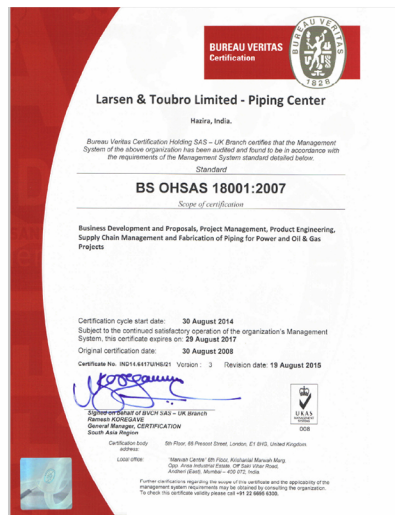 BUREAU VERITAS
Certification
BUREAU VERITAS
1828
Larsen & Toubro Limited - Piping Center
Hazira, India.
Bureau Veritas Certification Holding SAS – UK Branch certifies that the Management
System of the above organization has been audited and found to be in accordance with
the requirements of the Management System standard detailed below.
Standard
BS OHSAS 18001:2007
Scope of certification
Business Development and Proposals, Project Management, Product Engineering,
Supply Chain Management and Fabrication of Piping for Power and Oil & Gas
Projects
Certification cycle start date: 30 August 2014
Subject to the continued satisfactory operation of the organization's Management
System, this certificate expires on: 29 August 2017
Original certification date: 30 August 2008
Certificate No. IND14.6417U/HS/21 Version : 3 Revision date: 19 August 2015
Signed on Behalf of BVCH SAS – UK Branch
Ramesh KOREGAVE
General Manager, CERTIFICATION
South Asia Region
UKAS
MANAGEMENT
SYSTEMS
008
Certification body
address:
5th Floor, 66 Prescot Street, London, E1 8HG, United Kingdom.
Local office:
"Marwah Centre" 6th Floor, Krishanlal Marwah Marg,
Opp. Ansa Industrial Estate, Off Saki Vihar Road,
Andheri (East), Mumbai – 400 072, India.
Further clarifications regarding the scope of this certificate and the applicability of the
management system requirements may be obtained by consulting the organization.
To check this certificate validity please call +91 22 6695 6300.